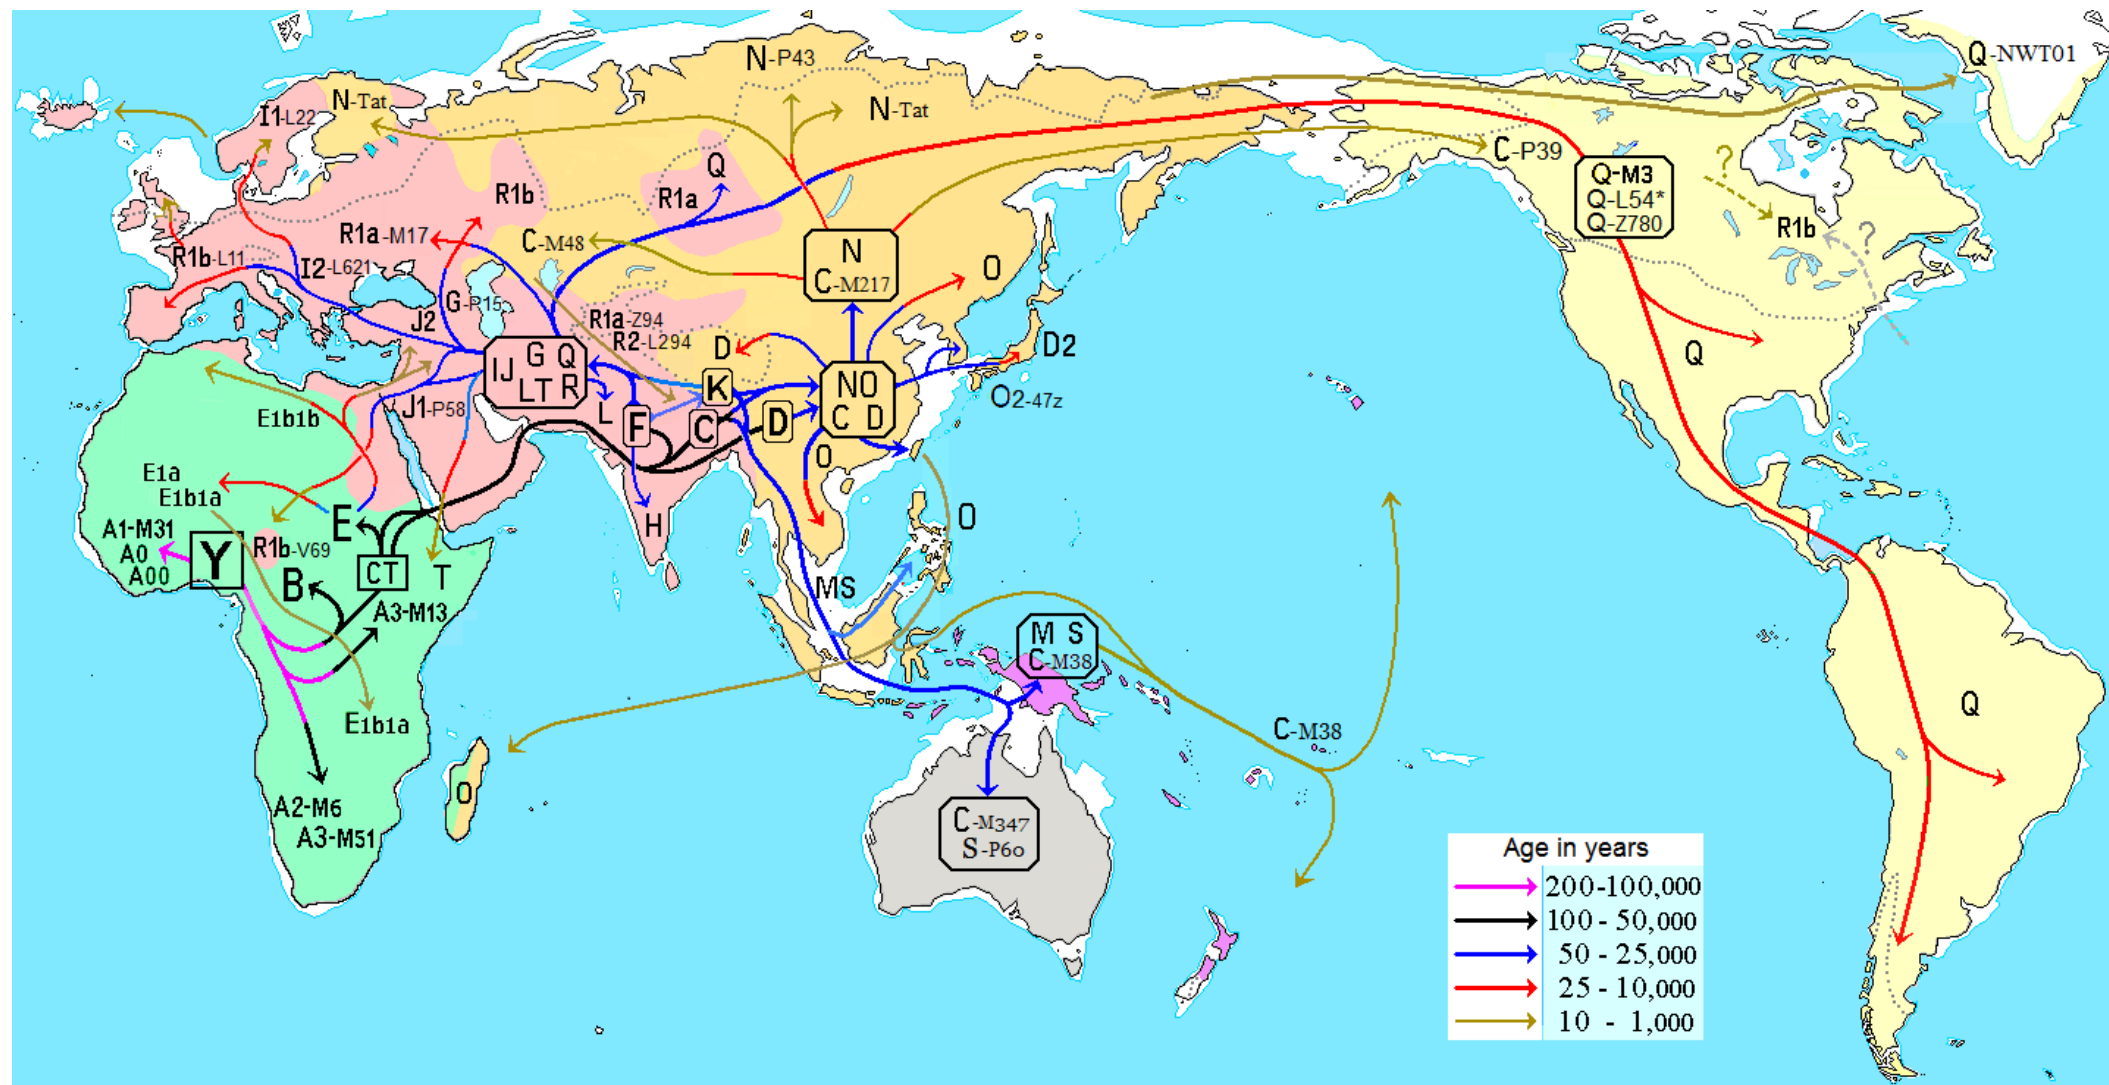 N-P43
Q-NWT01
N-Tat
N-Tat
I1-L22
C-P39
?
Q
R1b
R1a
Q-M3
Q-L54*
Q-Z780
R1b
?
R1a-M17
C-M48
N
C-M217
R1b-L11
I2-L621
O
G-P15
J2
R1a-Z94
R2-L294
D
D2
G Q
IJ
LT R
K
NO
C D
O2-47z
Q
L
F
C
D
J1-P58
E1b1b
O
E1a
E1b1a
H
E
O
A1-M31
A0
A00
Y
R1b-V69
B
CT
T
MS
A3-M13
M S
C-M38
E1b1a
C-M38
Q
O
A2-M6
A3-M51
C-M347
S-P60
Age in years
200-100,000
100 - 50,000
50 - 25,000
25 - 10,000
10 - 1,000